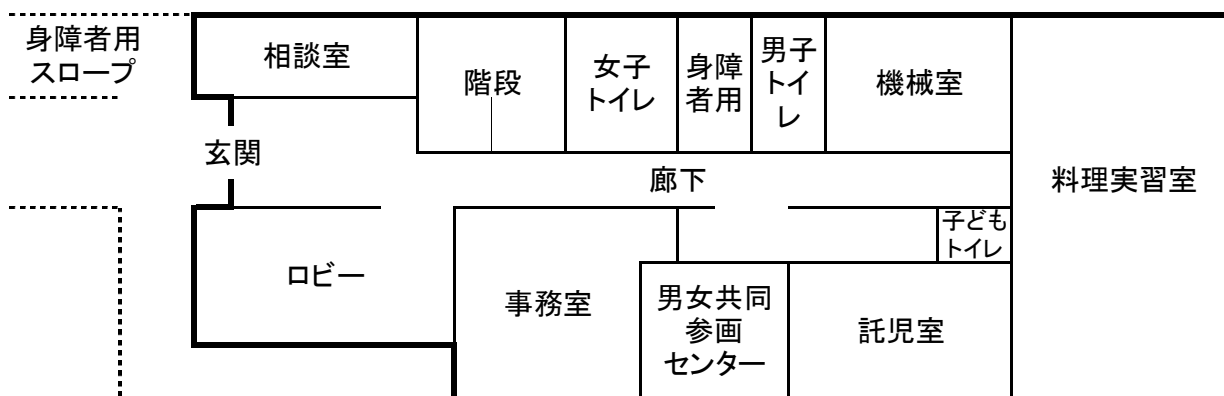 身障者用
スロープ
相談室
階段
女子
トイレ
身障
者用
男子
トイ
レ
機械室
玄関
廊下
料理実習室
子ども
トイレ
ロビー
事務室
男女共同
参画
センター
託児室